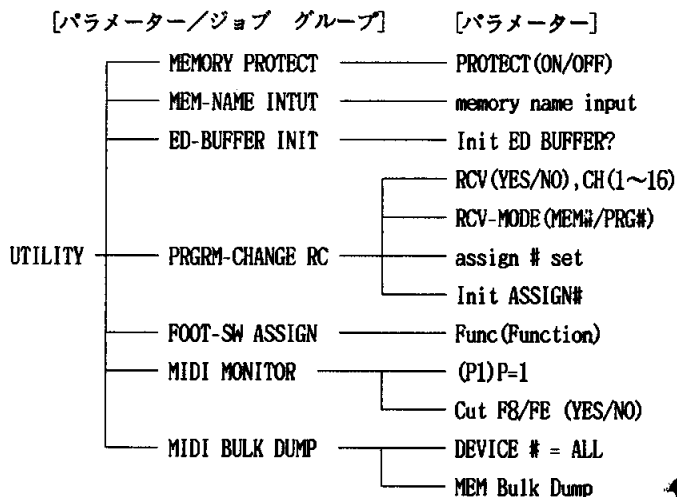 [パラメーター／ジョブ グループ] [パラメーター]
MEMORY PROTECT PROTECT(ON/OFF)
MEM-NAME INTUT memory name input
ED-BUFFER INIT Init ED BUFFER?
RCV(YES/NO),CH(1～16)
RCV-MODE(MEM#/PRG#)
UTILITY PRGRM-CHANGE RC assign # set
Init ASSIGN#
FOOT-SW ASSIGN Func(Function)
MIDI MONITOR (P1)P=1
Cut F8/FE (YES/NO)
MIDI BULK DUMP DEVICE # = ALL
MEM Bulk Dump